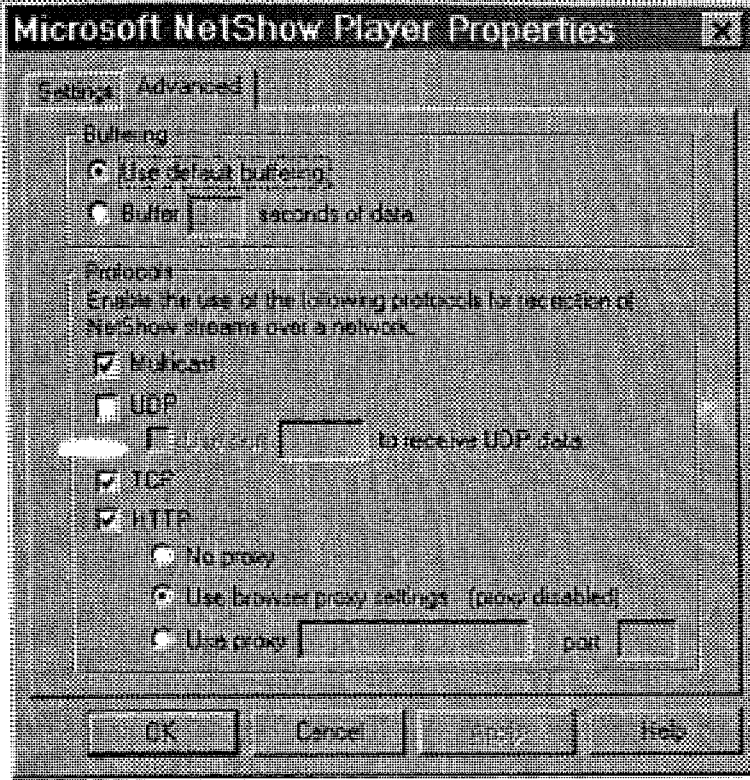 Microsoft NetShow Player Properties
Settings Advanced
Buffering
Use default buffering
Buffer seconds of data
Protocols
Enable the use of the following protocols for reception of
NetShow streams over a network.
Multicast
UDP
to receive UDP data
TCP
HTTP
No proxy
Use browser proxy settings (proxy disabled)
Use proxy port
OK Cancel Apply Help